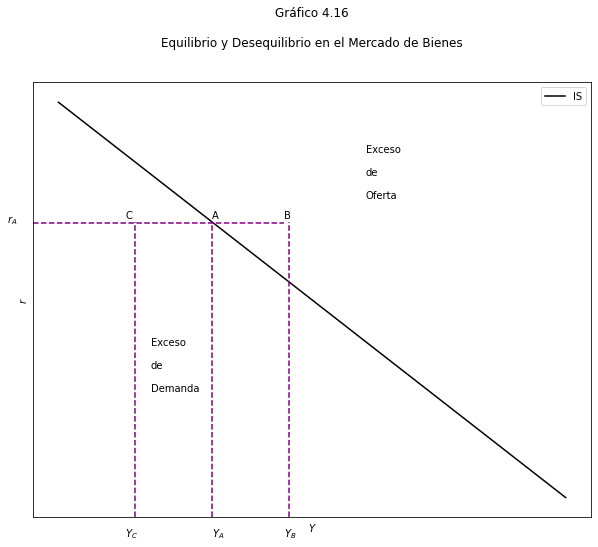 Gráfico 4.16
Equilibrio y Desequilibrio en el Mercado de Bienes
IS
Exceso
de
Oferta
C A B
r_A
r
Exceso
de
Demanda
Y
Y_C Y_A Y_B